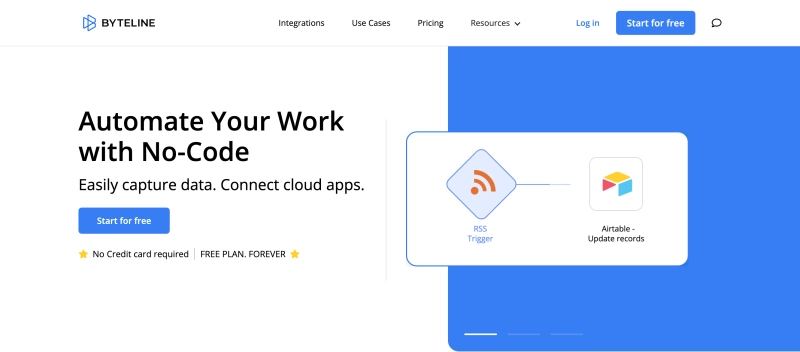 BYTELINE
Integrations
Use Cases
Pricing
Resources
Log in
Start for free
Automate Your Work
with No-Code
Easily capture data. Connect cloud apps.
Start for free
No Credit card required
FREE PLAN. FOREVER
RSS
Trigger
Airtable -
Update records